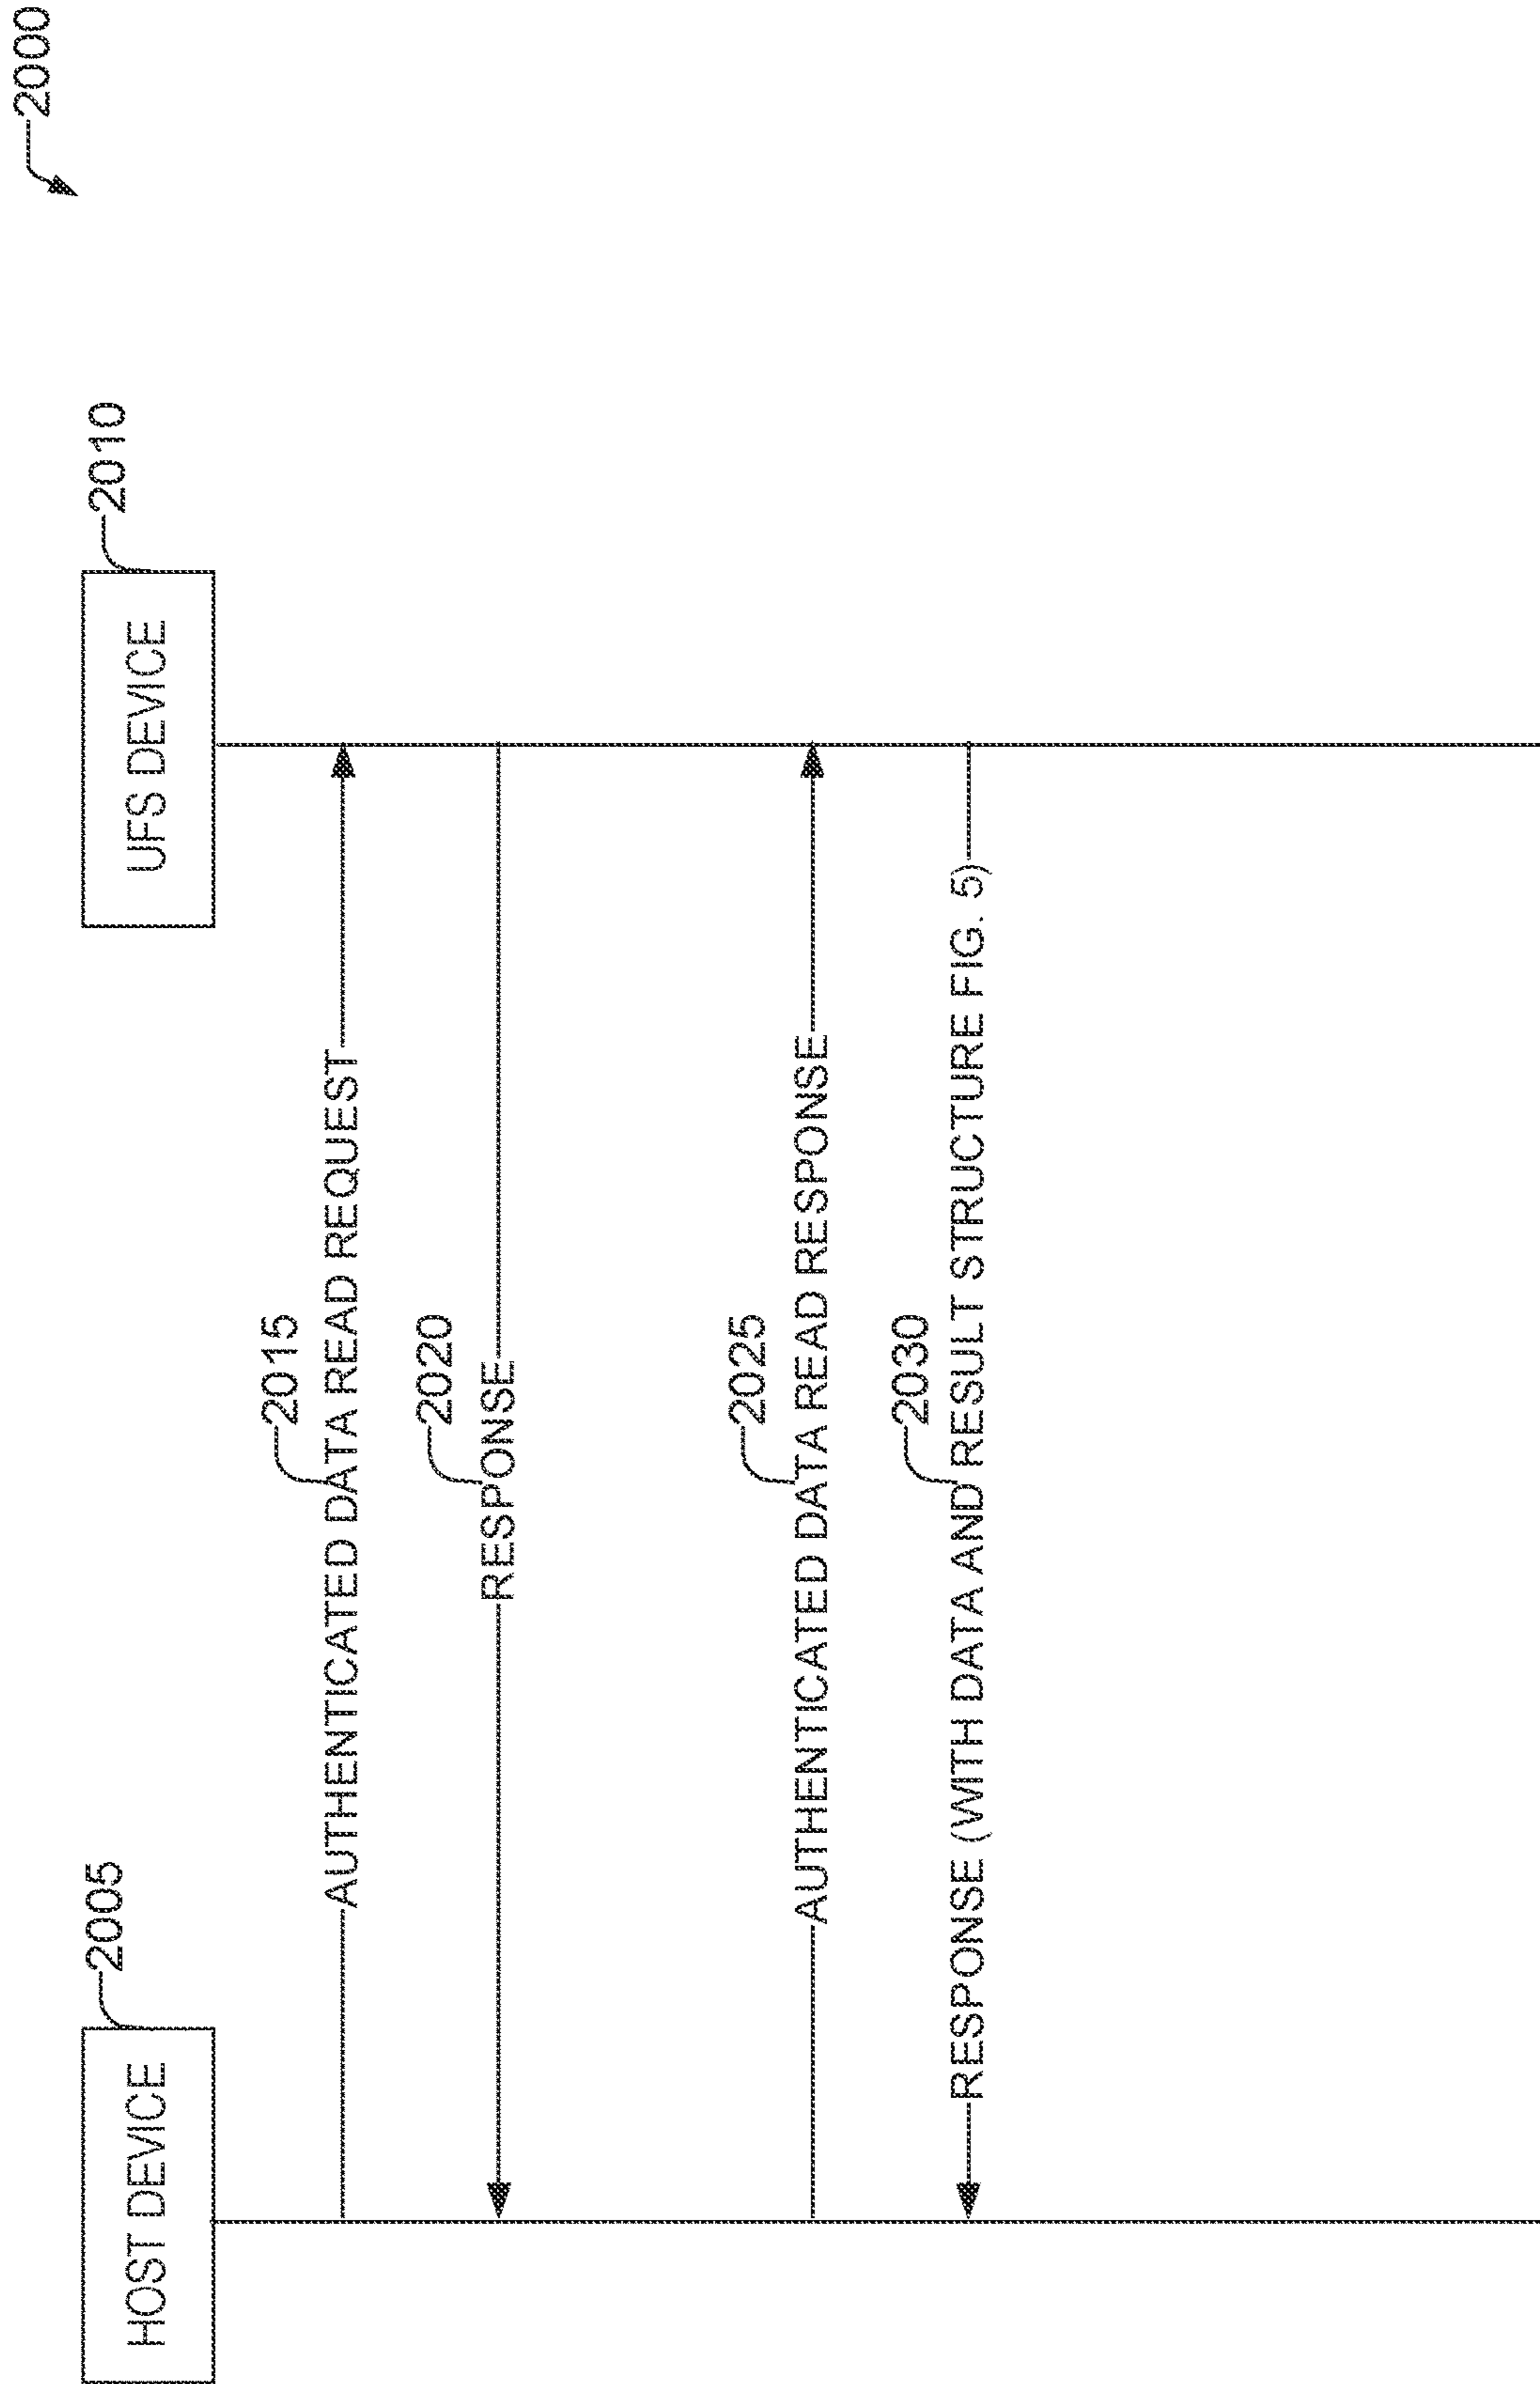 2000
HOST DEVICE
2005
UFS DEVICE
2010
2015
AUTHENTICATED DATA READ REQUEST
2020
RESPONSE
2025
AUTHENTICATED DATA READ RESPONSE
2030
RESPONSE (WITH DATA AND RESULT STRUCTURE FIG. 5)